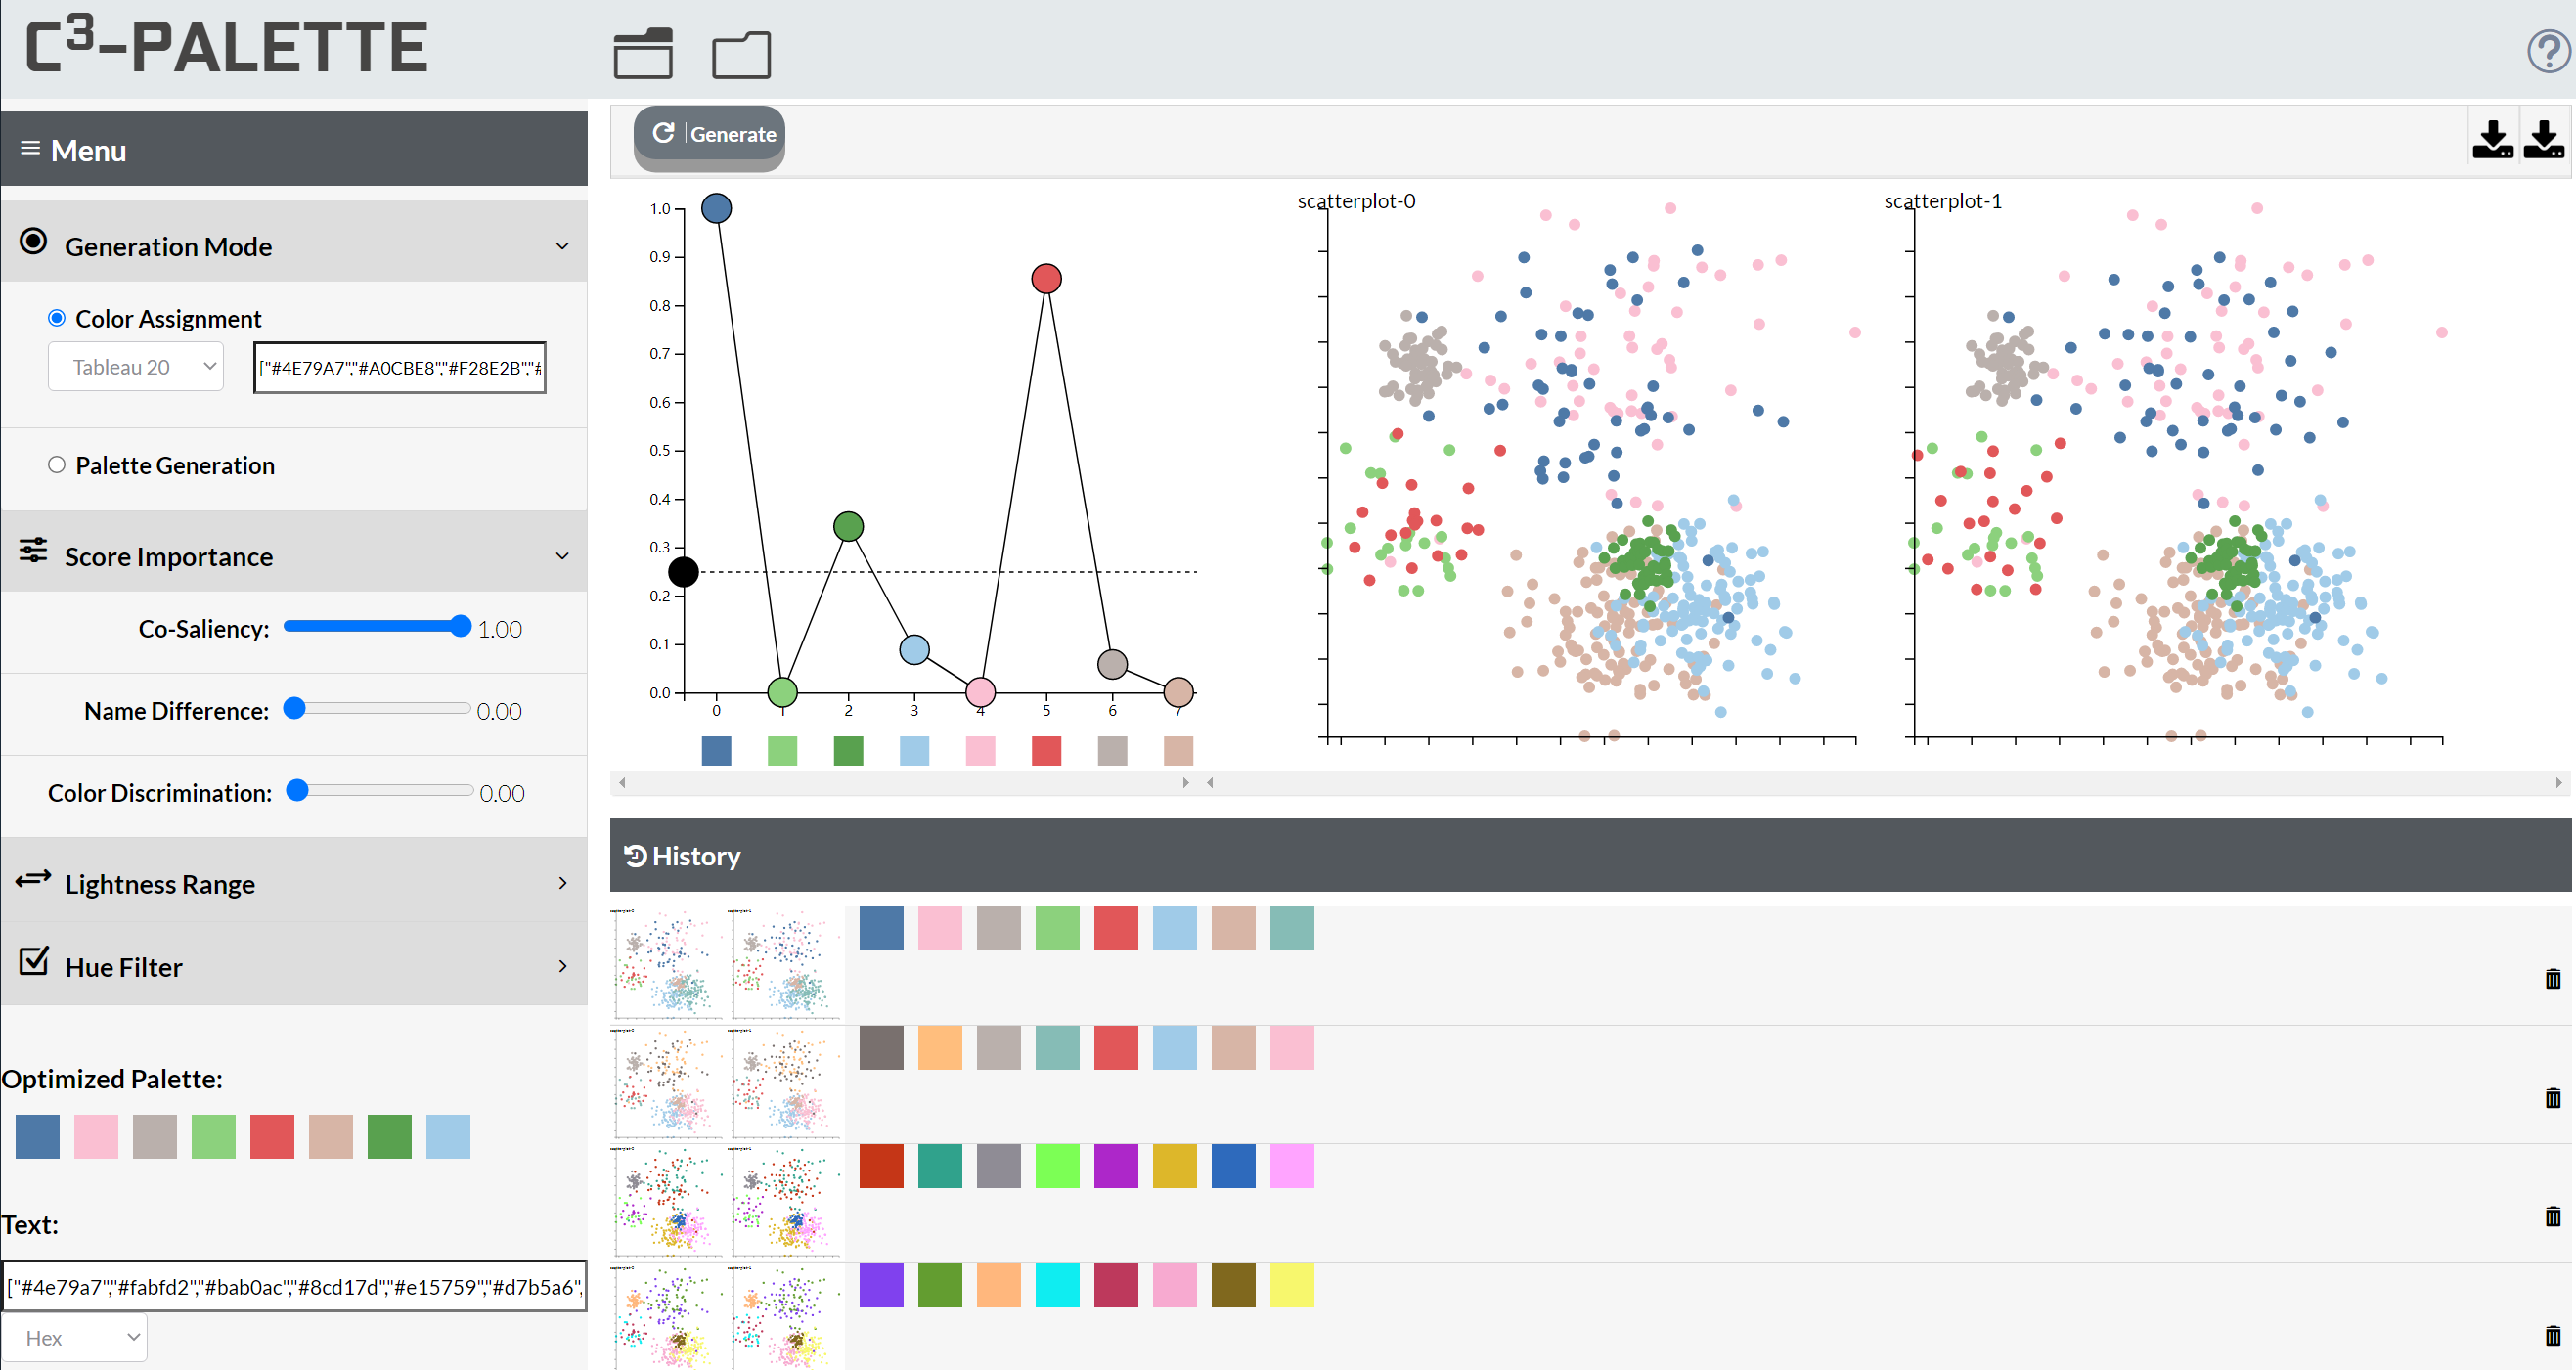 C³-PALETTE
Menu
Generation Mode
Color Assignment
Tableau 20
["#4E79A7","#A0CBE8","#F28E2B","#
Palette Generation
Score Importance
Co-Saliency: 1.00
Name Difference: 0.00
Color Discrimination: 0.00
Lightness Range
Hue Filter
Optimized Palette:
Text:
["#4e79a7","#fabfd2","#bab0ac","#8cd17d","#e15759","#d7b5a6",
Hex
Generate
1.0
0.9
0.8
0.7
0.6
0.5
0.4
0.3
0.2
0.1
0.0
0 1 2 3 4 5 6 7
scatterplot-0
scatterplot-1
History